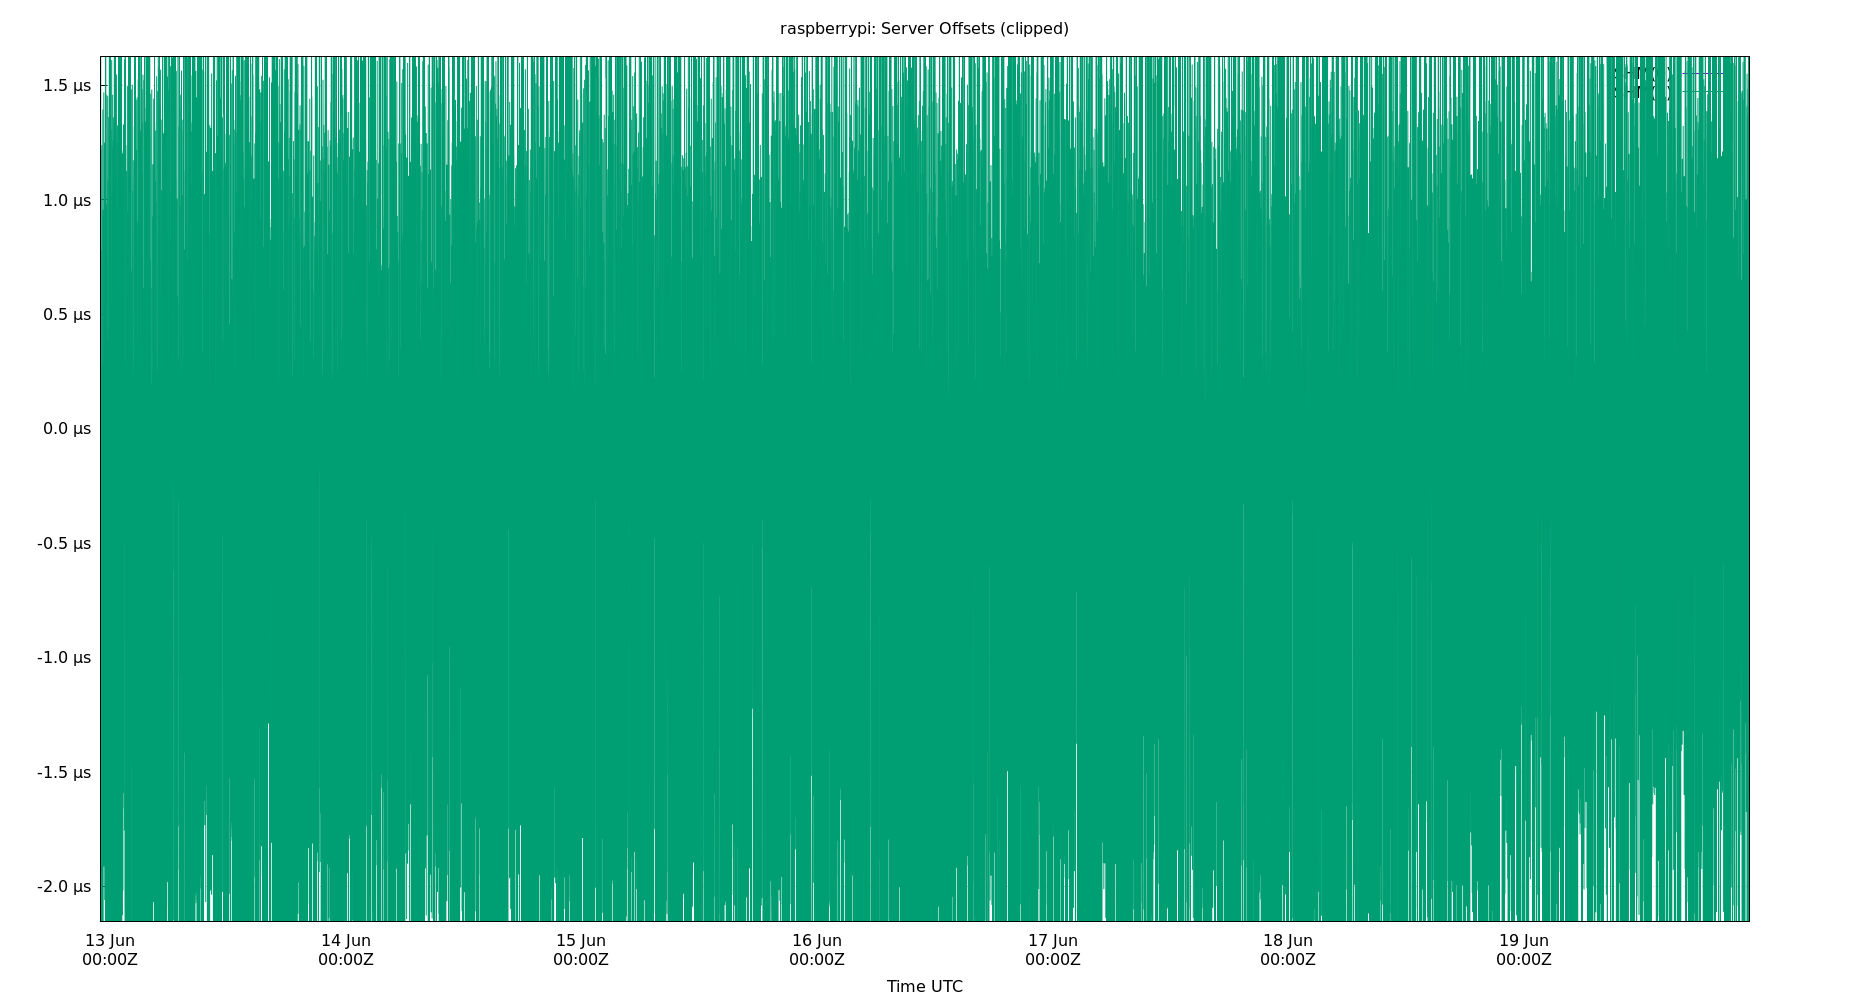 raspberrypi: Server Offsets (clipped)
1.5 µs
1.0 µs
0.5 µs
0.0 µs
-0.5 µs
-1.0 µs
-1.5 µs
-2.0 µs
13 Jun 14 Jun 15 Jun 16 Jun 17 Jun 18 Jun 19 Jun
00:00Z 00:00Z 00:00Z 00:00Z 00:00Z 00:00Z 00:00Z
Time UTC